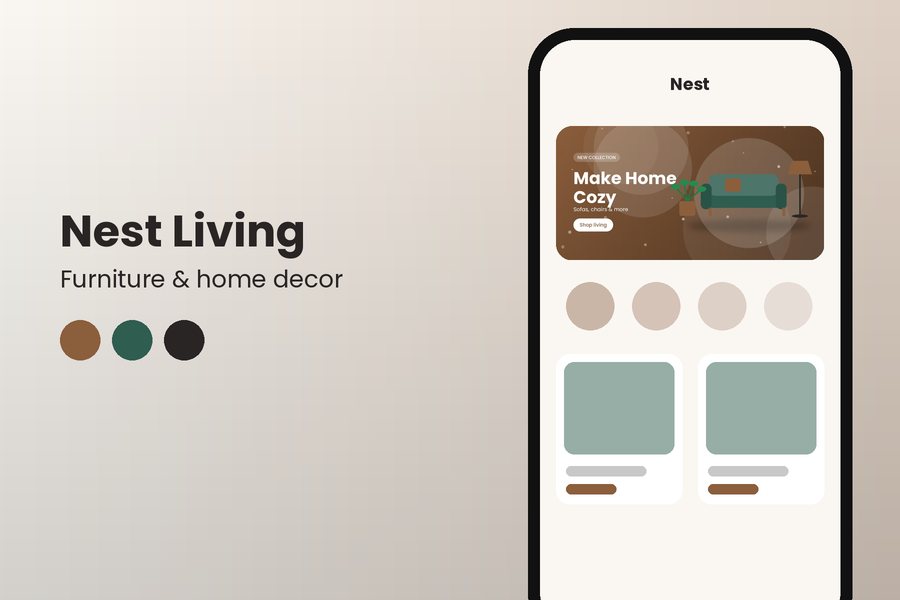 Nest Living
Furniture & home decor
Nest
NEW COLLECTION
Make Home
Cozy
Sofas, chairs & more
Shop living